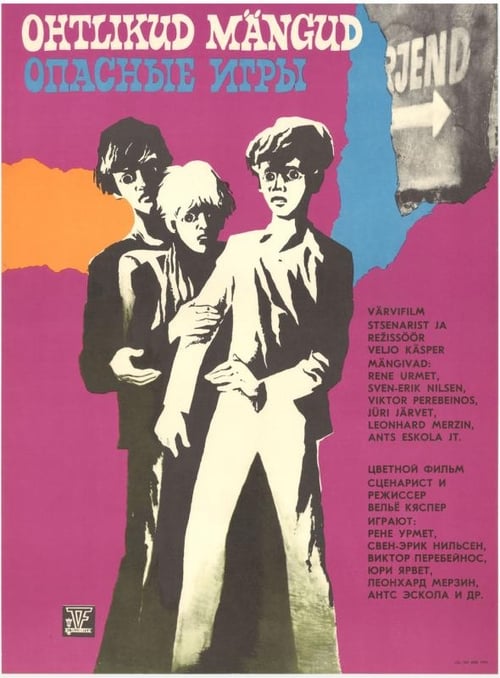 OHTLIKUD MÄNGUD
ОПАСНЫЕ ИГРЫ
RJEND
VÄRVIFILM
STSENARIST JA
REŽISSÖÖR
VELJO KÄSPER
MÄNGIVAD:
RENE URMET,
SVEN-ERIK NILSEN,
VIKTOR PEREBEINOS,
JÜRI JÄRVET,
LEONHARD MERZIN,
ANTS ESKOLA JT.
ЦВЕТНОЙ ФИЛЬМ
СЦЕНАРИСТ И
РЕЖИССЕР
ВЕЛЬЁ КЯСПЕР
ИГРАЮТ:
РЕНЕ УРМЕТ,
СВЕН-ЭРИК НИЛЬСЕН,
ВИКТОР ПЕРЕБЕЙНОС,
ЮРИ ЯРВЕТ,
ЛЕОНХАРД МЕРЗИН,
АНТС ЭСКОЛА И ДР.